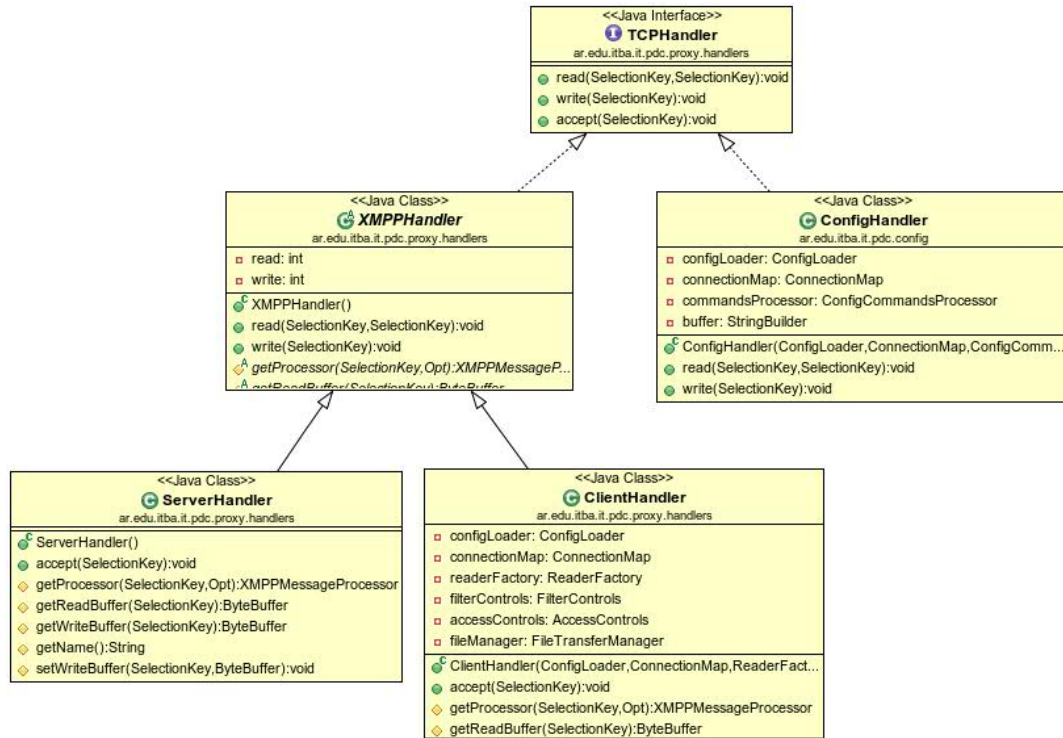 <<Java Interface>>
TCPHandler
ar.edu.itba.it.pdc.proxy.handlers
read(SelectionKey,SelectionKey):void
write(SelectionKey):void
accept(SelectionKey):void
<<Java Class>>
XMPPHandler
ar.edu.itba.it.pdc.proxy.handlers
read: int
write: int
XMPPHandler()
read(SelectionKey,SelectionKey):void
write(SelectionKey):void
getProcessor(SelectionKey,Opt):XMPPMessageP...
getReadBuffer(SelectionKey):ByteBuffer
<<Java Class>>
ConfigHandler
ar.edu.itba.it.pdc.config
configLoader: ConfigLoader
connectionMap: ConnectionMap
commandsProcessor: ConfigCommandsProcessor
buffer: StringBuilder
ConfigHandler(ConfigLoader,ConnectionMap,ConfigComm...
read(SelectionKey,SelectionKey):void
write(SelectionKey):void
<<Java Class>>
ServerHandler
ar.edu.itba.it.pdc.proxy.handlers
ServerHandler()
accept(SelectionKey):void
getProcessor(SelectionKey,Opt):XMPPMessageProcessor
getReadBuffer(SelectionKey):ByteBuffer
getWriteBuffer(SelectionKey):ByteBuffer
getName():String
setWriteBuffer(SelectionKey,ByteBuffer):void
<<Java Class>>
ClientHandler
ar.edu.itba.it.pdc.proxy.handlers
configLoader: ConfigLoader
connectionMap: ConnectionMap
readerFactory: ReaderFactory
filterControls: FilterControls
accessControls: AccessControls
fileManager: FileTransferManager
ClientHandler(ConfigLoader,ConnectionMap,ReaderFact...
accept(SelectionKey):void
getProcessor(SelectionKey,Opt):XMPPMessageProcessor
getReadBuffer(SelectionKey):ByteBuffer